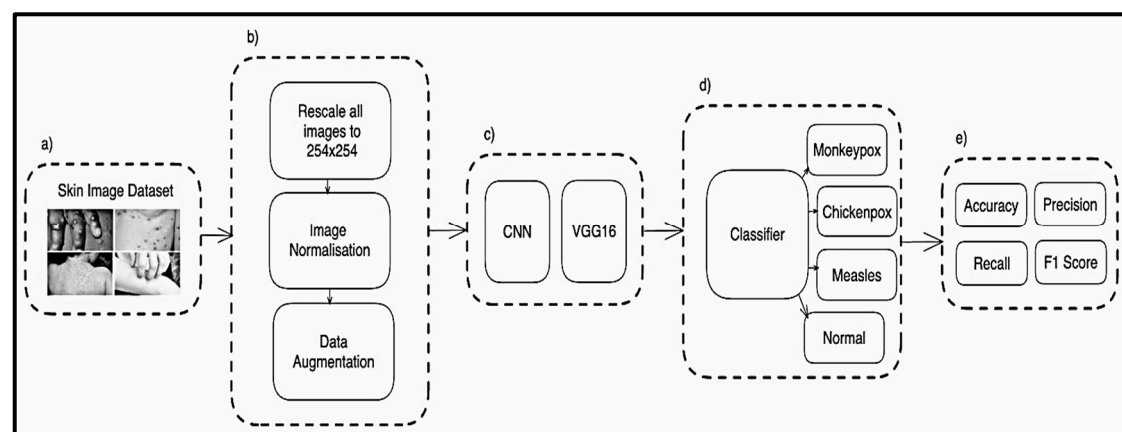 a)
Skin Image Dataset
b)
Rescale all
images to
254x254
Image
Normalisation
Data
Augmentation
c)
CNN
VGG16
d)
Classifier
Monkeypox
Chickenpox
Measles
Normal
e)
Accuracy
Precision
Recall
F1 Score